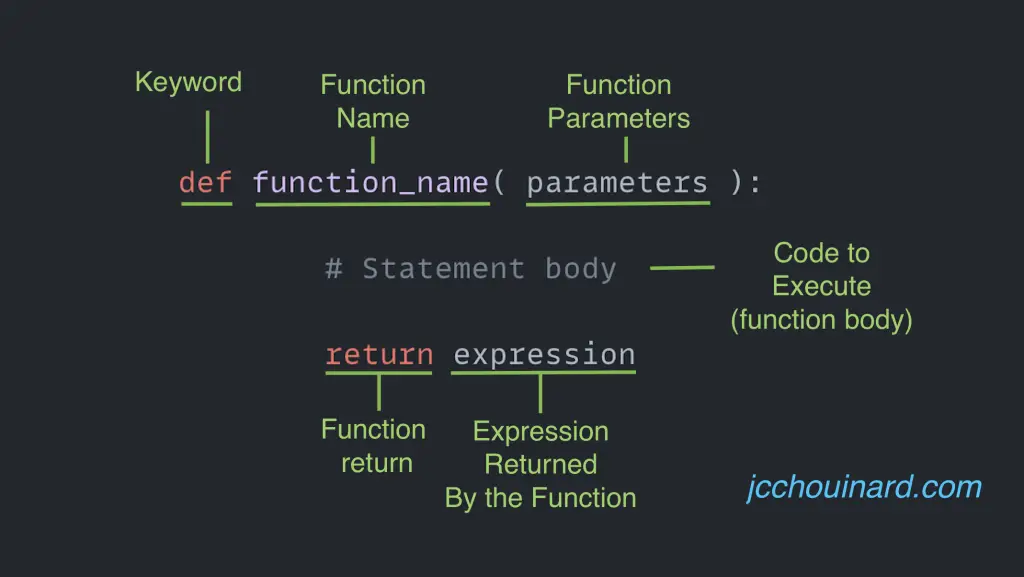 Keyword
Function
Name
Function
Parameters
def function_name( parameters ):
# Statement body
Code to
Execute
(function body)
return expression
Function
return
Expression
Returned
By the Function
jcchouinard.com